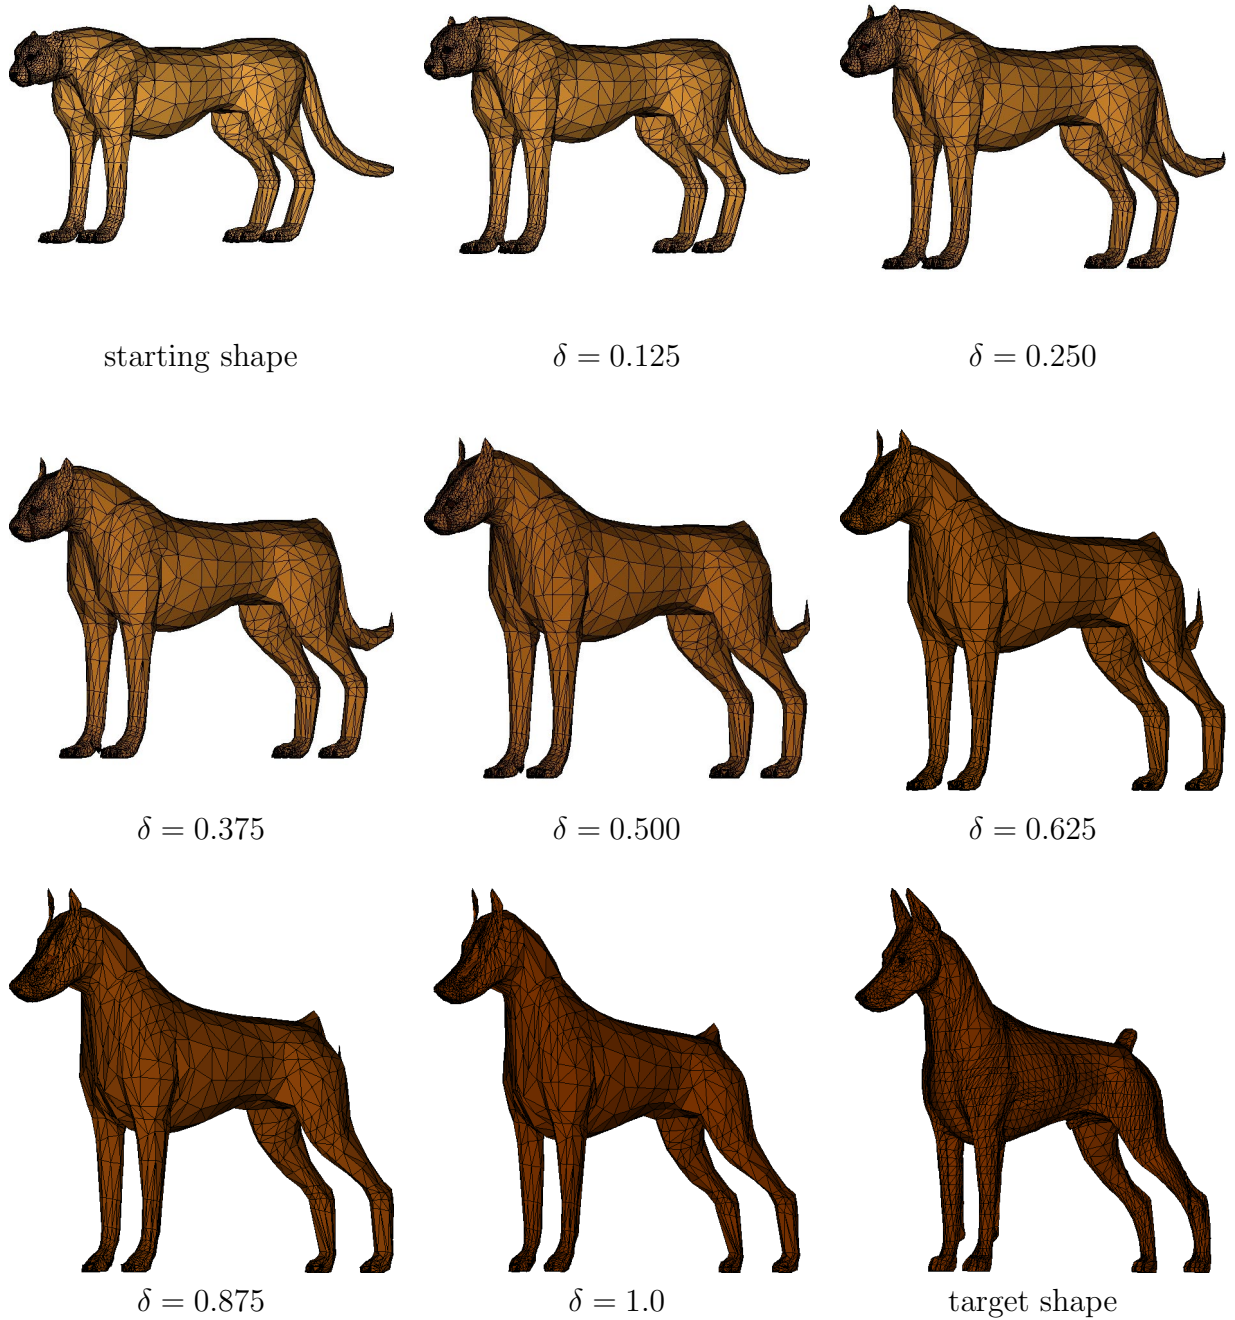 starting shape
δ = 0.125
δ = 0.250
δ = 0.375
δ = 0.500
δ = 0.625
δ = 0.875
δ = 1.0
target shape